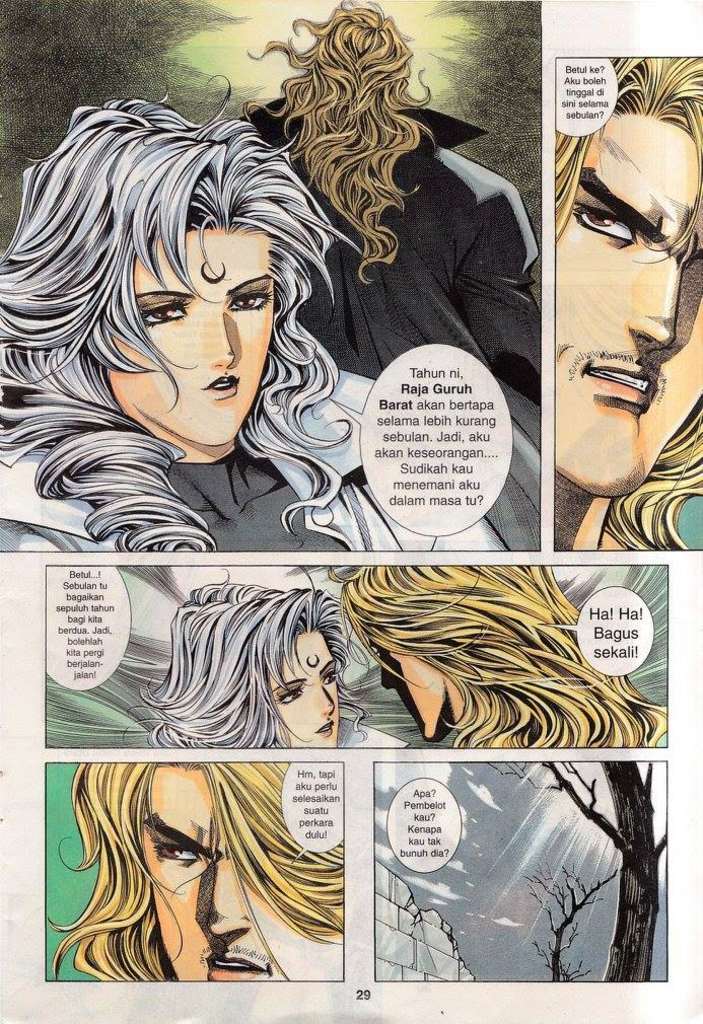 Tahun ni,
Raja Guruh
Barat akan bertapa
selama lebih kurang
sebulan. Jadi, aku
akan keseorangan....
Sudikah kau
menemani aku
dalam masa tu?
Betul ke?
Aku boleh
tinggal di
sini selama
sebulan?
Betul...!
Sebulan tu
bagaikan
sepuluh tahun
bagi kita
berdua. Jadi,
bolehlah
kita pergi
berjalan-
jalan!
Ha! Ha!
Bagus
sekali!
Hm, tapi
aku perlu
selesaikan
suatu
perkara
dulu!
Apa?
Pembelot
kau?
Kenapa
kau tak
bunuh dia?
29